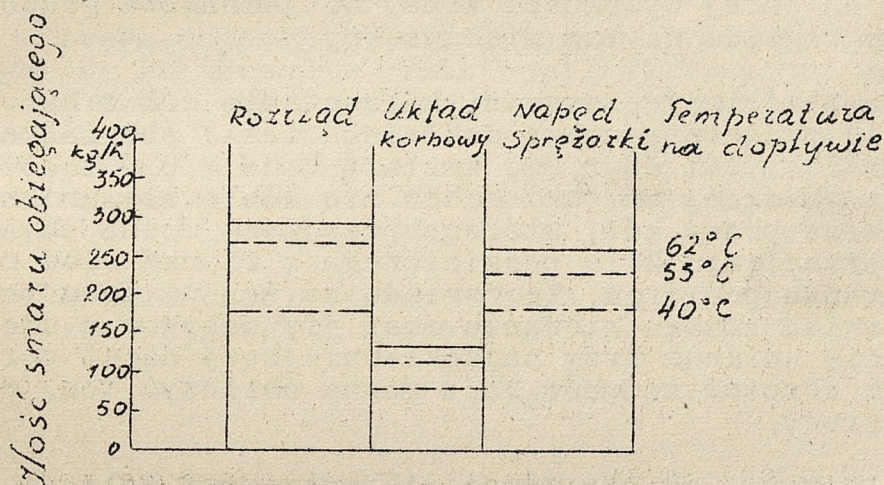 Jlość smaru obiegającego
400
kg/h
350
300
250
200
150
100
50
0
Rozrząd
Układ
korbowy
Napęd
Sprężarki
Temperatura
na dopływie
62°C
55°C
40°C